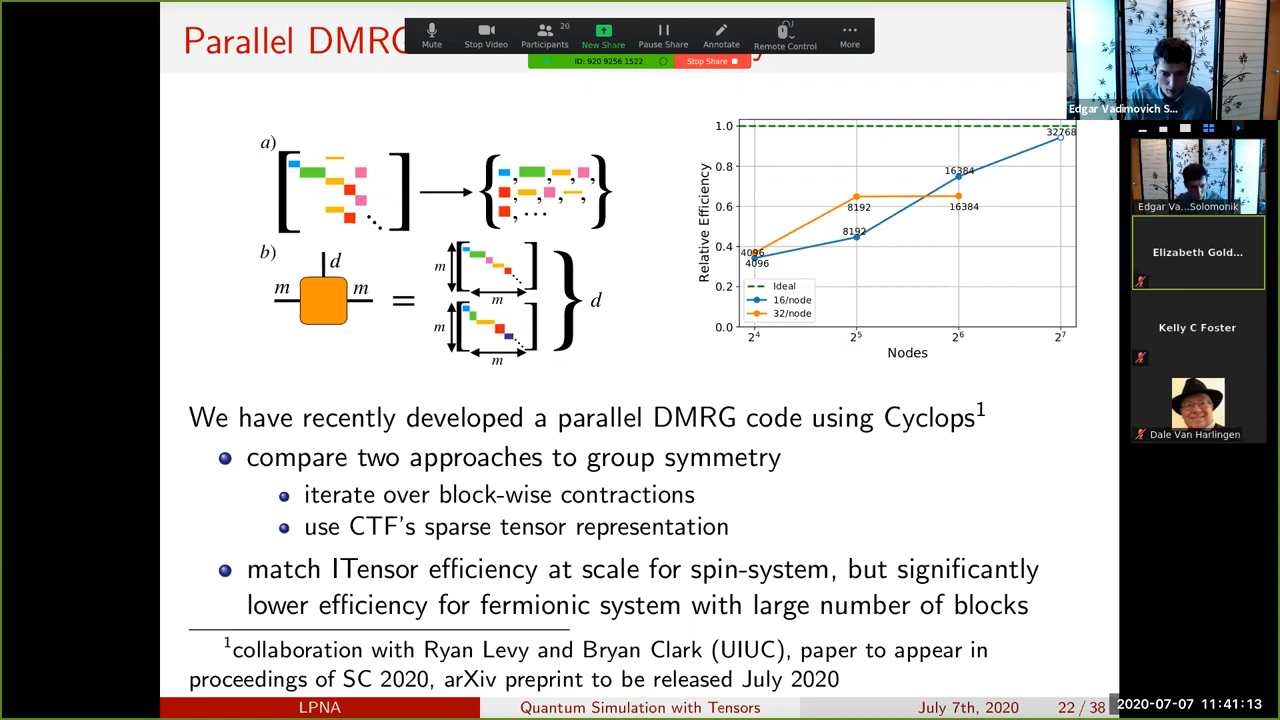 Parallel DMRG
Mute
Stop Video
Participants
20
New Share
Pause Share
Annotate
Remote Control
More
ID: 920 9256 1522
Stop Share
Edgar Vadimovich S...
Edgar Va...Solomonik
Elizabeth Gold...
Kelly C Foster
Dale Van Harlingen
a)
b)
d
m
m
=
m
m
m
m
d
Relative Efficiency
1.0
0.8
0.6
0.4
0.2
0.0
32768
16384
16384
8192
8192
4096
4096
Ideal
16/node
32/node
2⁴
2⁵
2⁶
2⁷
Nodes
We have recently developed a parallel DMRG code using Cyclops¹
compare two approaches to group symmetry
iterate over block-wise contractions
use CTF's sparse tensor representation
match ITensor efficiency at scale for spin-system, but significantly
lower efficiency for fermionic system with large number of blocks
¹collaboration with Ryan Levy and Bryan Clark (UIUC), paper to appear in
proceedings of SC 2020, arXiv preprint to be released July 2020
LPNA
Quantum Simulation with Tensors
July 7th, 2020
22 / 38
2020-07-07 11:41:13